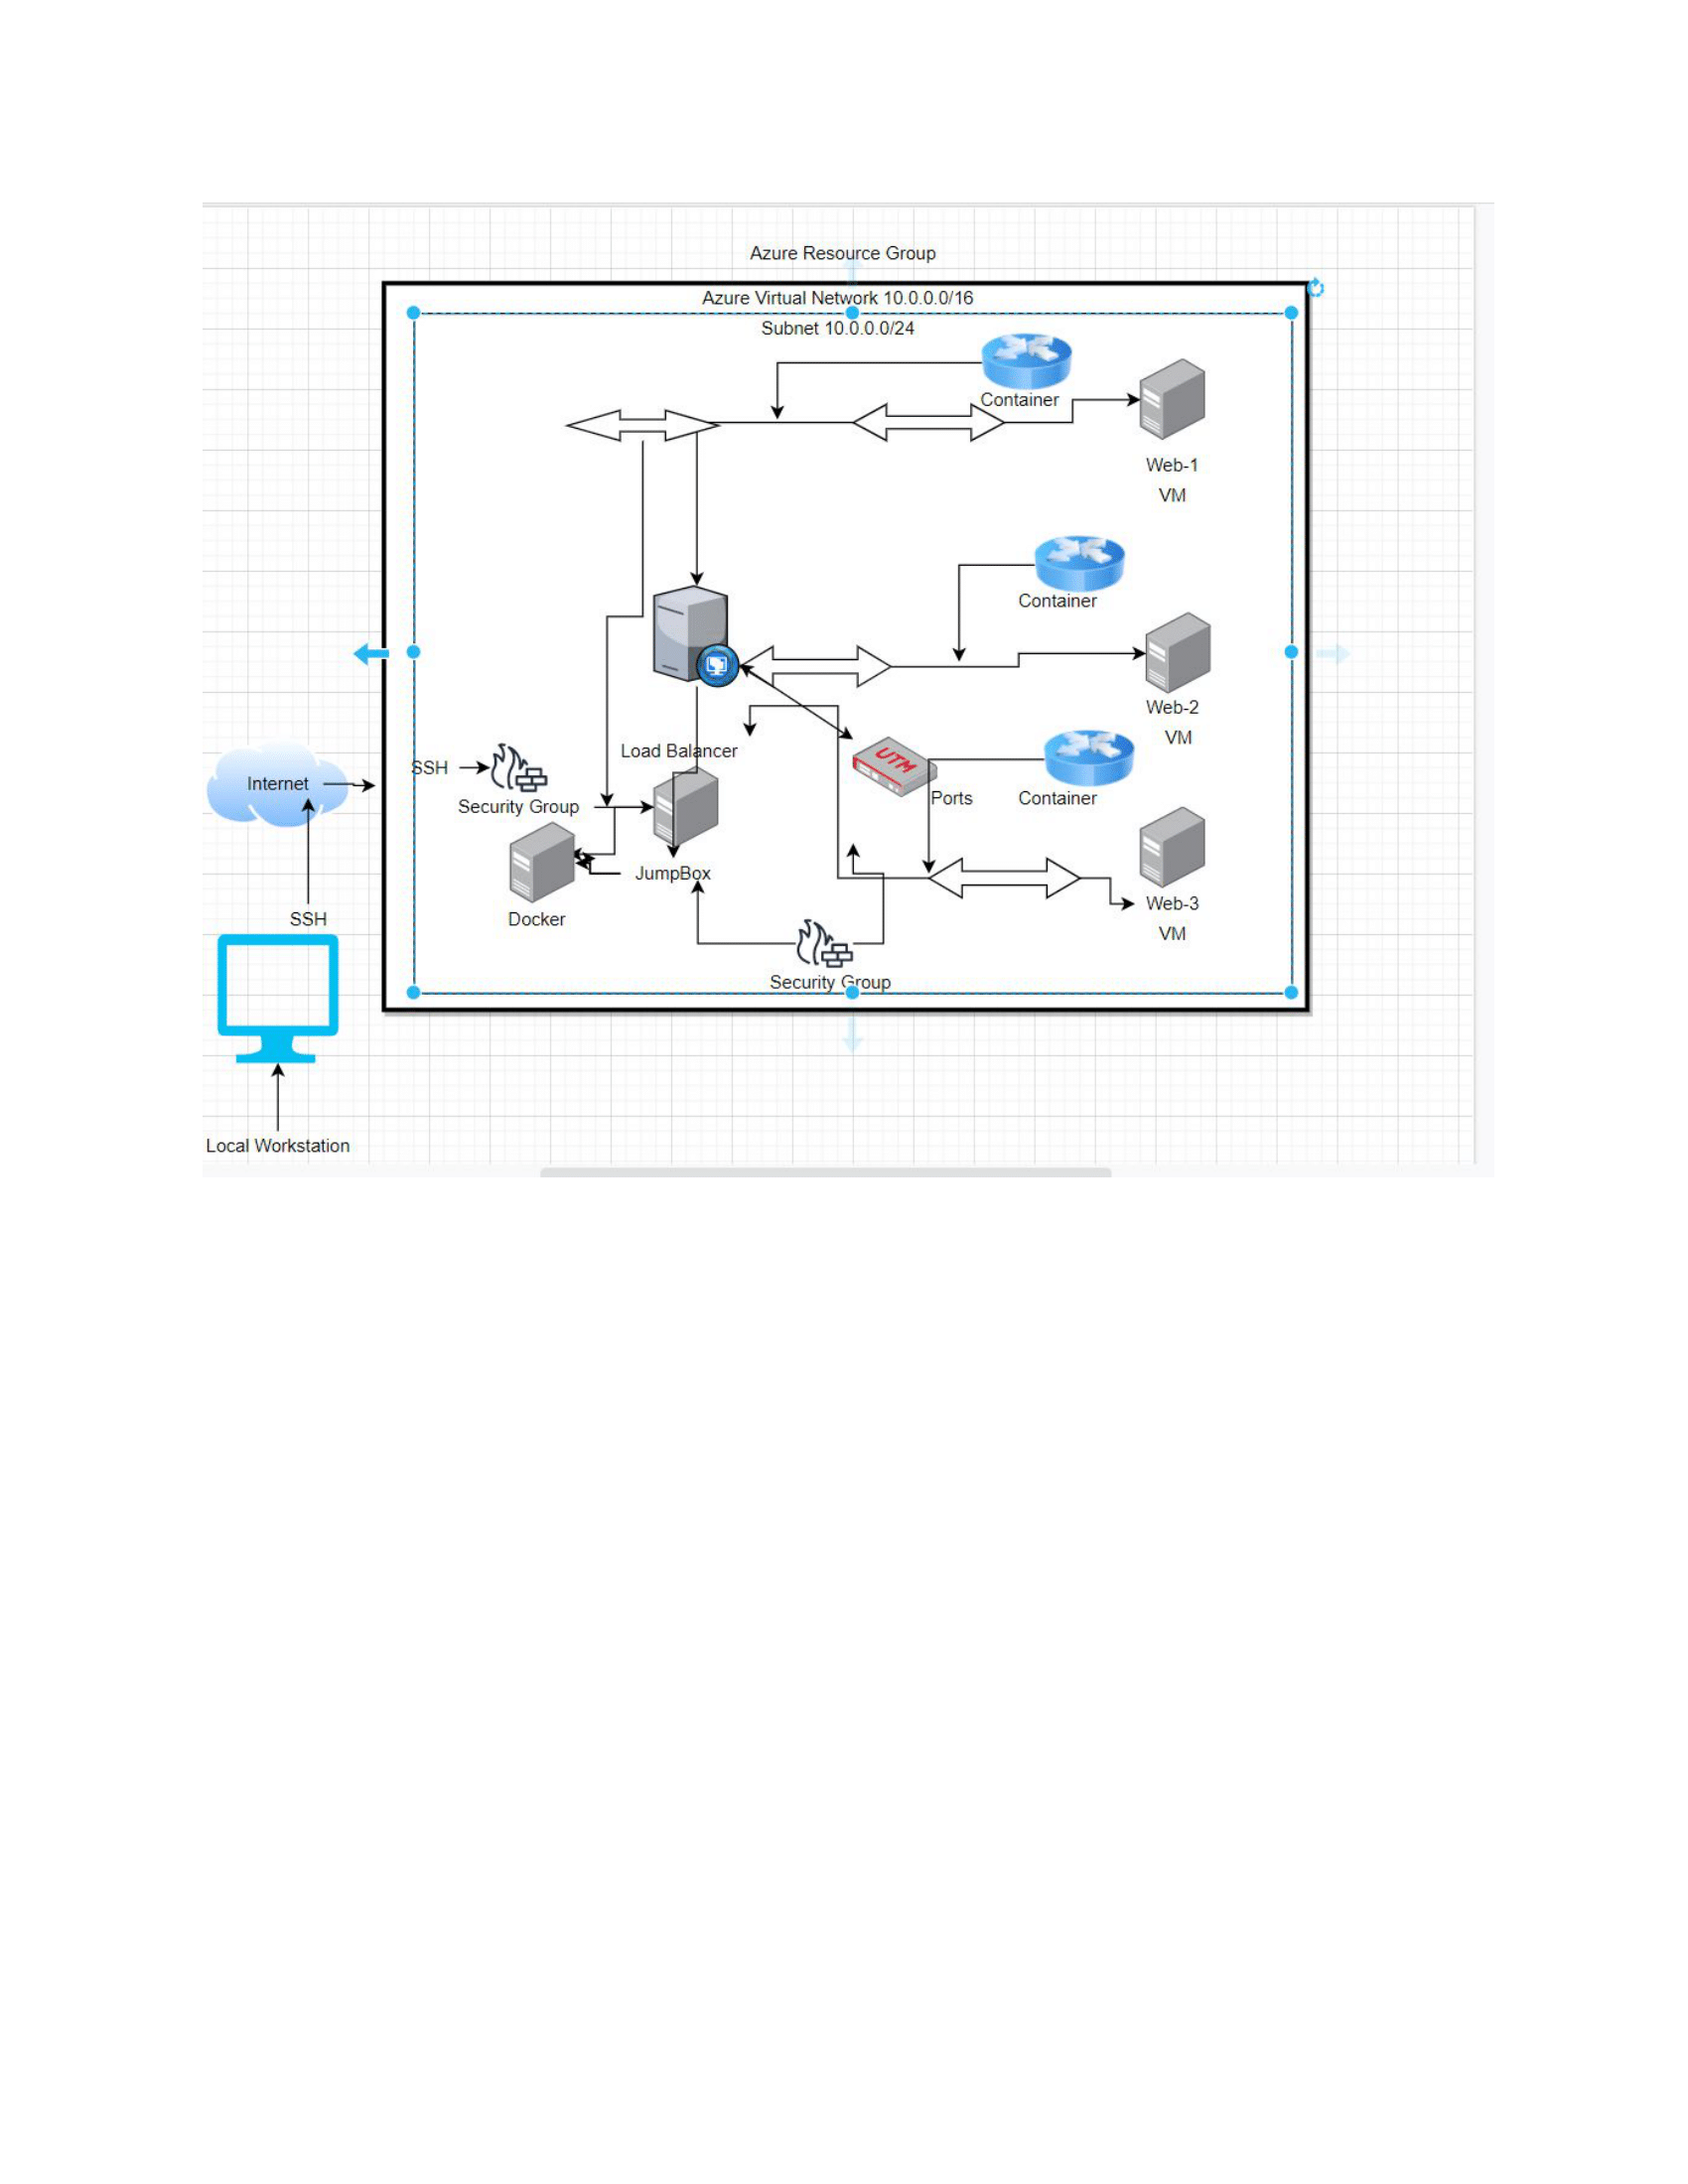 Azure Resource Group
Azure Virtual Network 10.0.0.0/16
Subnet 10.0.0.0/24
Container
Web-1
VM
Container
Web-2
VM
Load Balancer
SSH
Internet
Security Group
UTM
Ports
Container
JumpBox
Docker
SSH
Web-3
VM
Security Group
Local Workstation